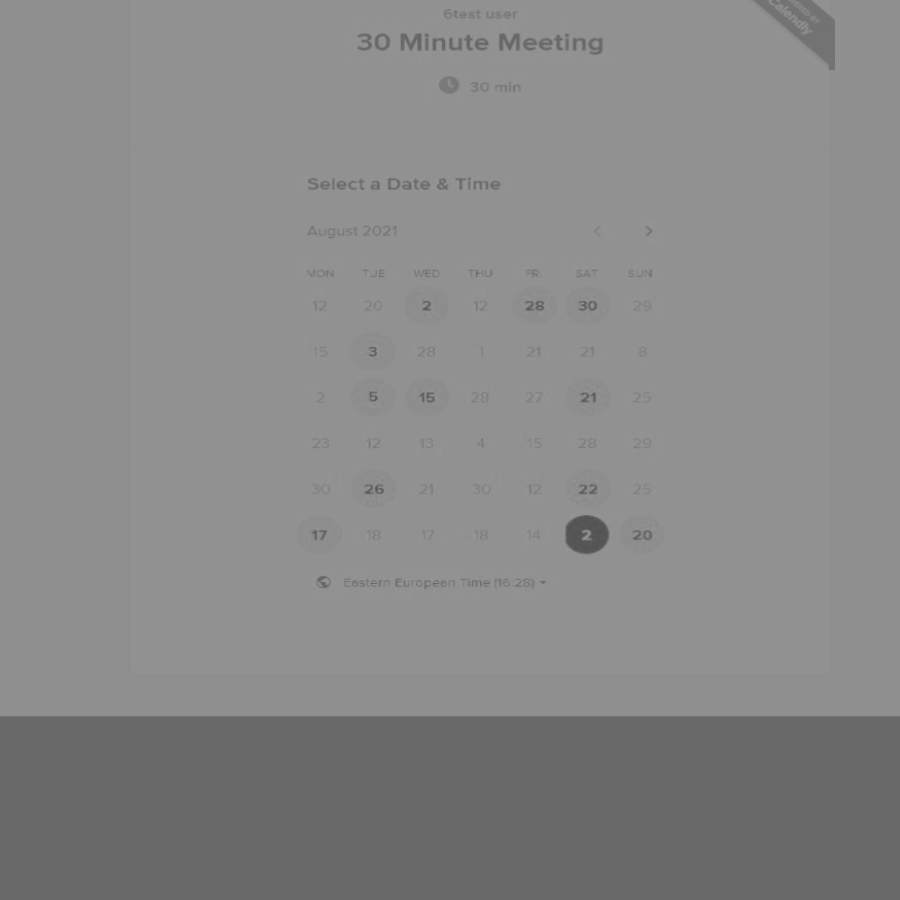 6test user
30 Minute Meeting
POWERED BY
Calendly
30 min
Select a Date & Time
August 2021
MON TUE WED THU FRI SAT SUN
12 20 2 12 28 30 29
15 3 28 1 21 21 8
2 5 15 28 27 21 25
23 12 13 4 15 28 29
30 26 21 30 12 22 25
17 18 17 18 14 2 20
Eastern European Time (16:28)